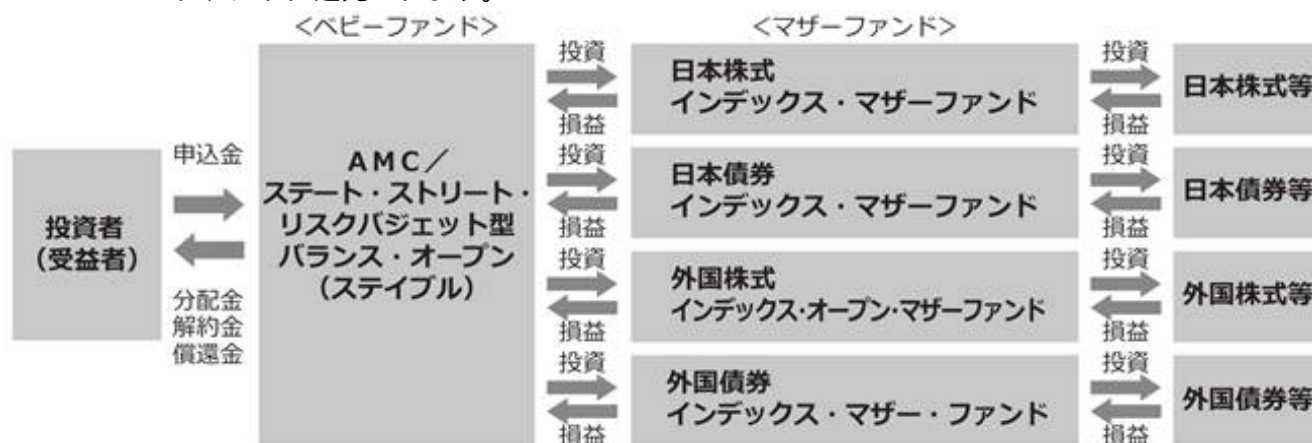 <ベビーファンド>
<マザーファンド>
投資者
(受益者)
申込金
分配金
解約金
償還金
AMC/
ステート・ストリート・
リスクバジェット型
バランス・オープン
(ステイブル)
投資
損益
日本株式
インデックス・マザーファンド
投資
損益
日本株式等
投資
損益
日本債券
インデックス・マザーファンド
投資
損益
日本債券等
投資
損益
外国株式
インデックス・オープン・マザーファンド
投資
損益
外国株式等
投資
損益
外国債券
インデックス・マザー・ファンド
投資
損益
外国債券等